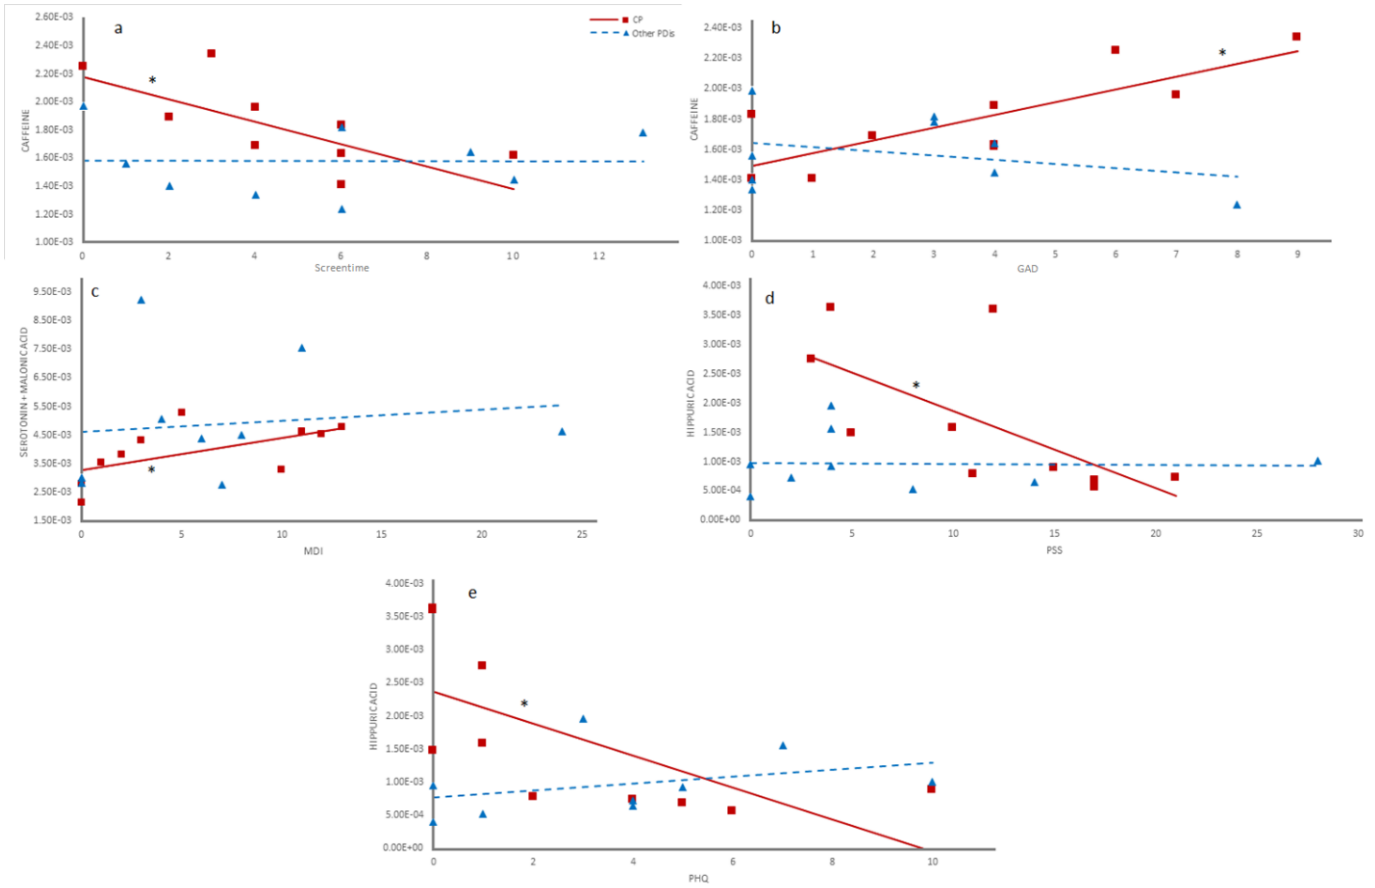 a
CP
Other PDis
2.60E-03
2.40E-03
2.20E-03
2.00E-03
1.80E-03
1.60E-03
1.40E-03
1.20E-03
1.00E-03
CAFFEINE
*
0 2 4 6 8 10 12
Screentime
b
2.40E-03
2.20E-03
2.00E-03
1.80E-03
1.60E-03
1.40E-03
1.20E-03
1.00E-03
CAFFEINE
*
0 1 2 3 4 5 6 7 8 9
GAD
c
9.50E-03
8.50E-03
7.50E-03
6.50E-03
5.50E-03
4.50E-03
3.50E-03
2.50E-03
1.50E-03
SEROTONIN + MALONIC ACID
*
0 5 10 15 20 25
MDI
d
4.00E-03
3.50E-03
3.00E-03
2.50E-03
2.00E-03
1.50E-03
1.00E-03
5.00E-04
0.00E+00
HIPPURIC ACID
*
0 5 10 15 20 25 30
PSS
e
4.00E-03
3.50E-03
3.00E-03
2.50E-03
2.00E-03
1.50E-03
1.00E-03
5.00E-04
0.00E+00
HIPPURIC ACID
*
0 2 4 6 8 10
PHQ